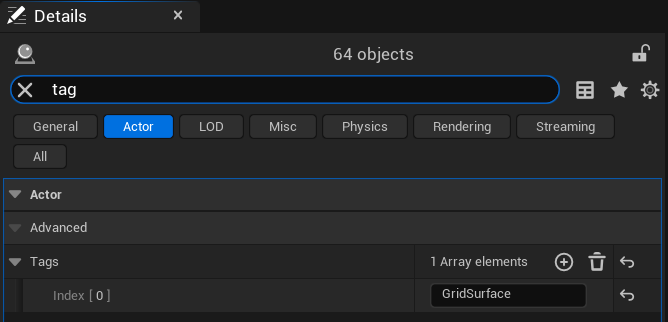 Details
64 objects
tag
General Actor LOD Misc Physics Rendering Streaming
All
Actor
Advanced
Tags 1 Array elements
Index [ 0 ] GridSurface